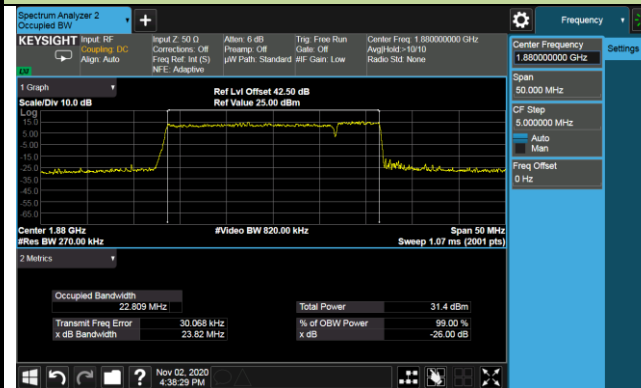 Spectrum Analyzer 2
Occupied BW
+
Frequency
KEYSIGHT
Input: RF
Coupling: DC
Align: Auto
Input Z: 50 Ω
Corrections: Off
Freq Ref: Int (S)
NFE: Adaptive
Atten: 6 dB
Preamp: Off
µW Path: Standard
Trig: Free Run
Gate: Off
#IF Gain: Low
Center Freq: 1.880000000 GHz
Avg|Hold:>10/10
Radio Std: None
Center Frequency
1.880000000 GHz
Settings
Span
50.000 MHz
CF Step
5.000000 MHz
Auto
Man
Freq Offset
0 Hz
1 Graph
Scale/Div 10.0 dB
Ref Lvl Offset 42.50 dB
Ref Value 25.00 dBm
Log
15.0
5.00
-5.00
-15.0
-25.0
-35.0
-45.0
-55.0
-65.0
Center 1.88 GHz
#Res BW 270.00 kHz
#Video BW 820.00 kHz
Span 50 MHz
Sweep 1.07 ms (2001 pts)
2 Metrics
Occupied Bandwidth
22.809 MHz
Total Power 31.4 dBm
Transmit Freq Error 30.068 kHz
% of OBW Power 99.00 %
x dB Bandwidth 23.82 MHz
x dB -26.00 dB
?
Nov 02, 2020
4:38:29 PM